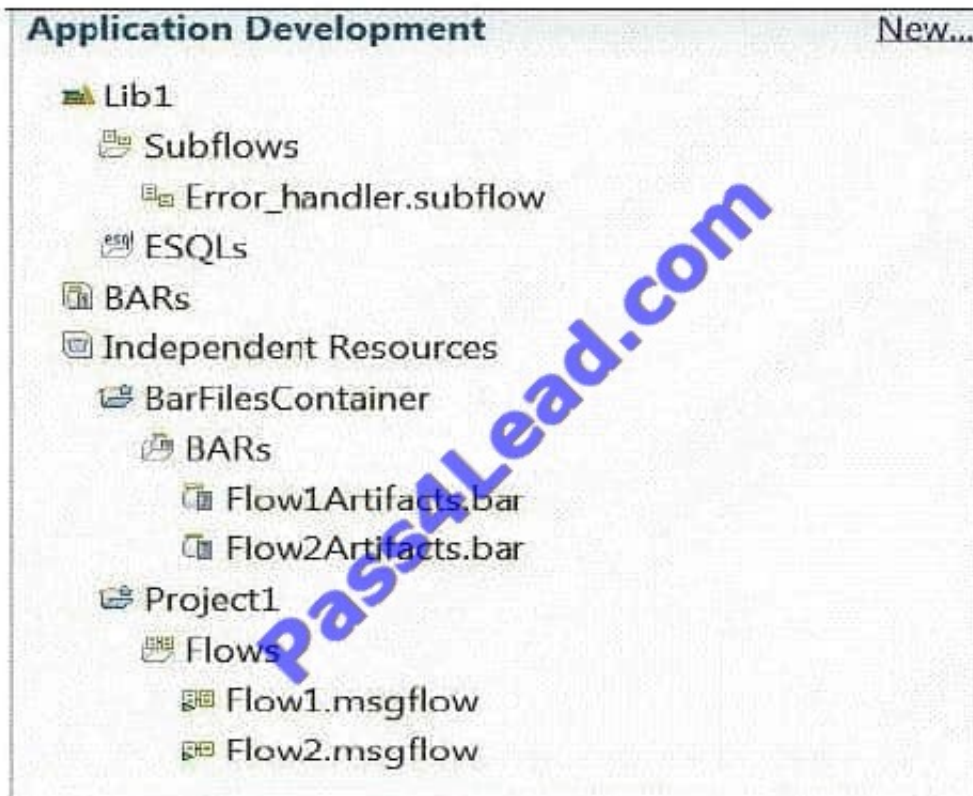 Application Development New...
Lib1
Subflows
Error_handler.subflow
esql ESQLs
BARs
Independent Resources
BarFilesContainer
BARs
Flow1Artifacts.bar
Flow2Artifacts.bar
Project1
Flows
Flow1.msgflow
Flow2.msgflow
Pass4Lead.com